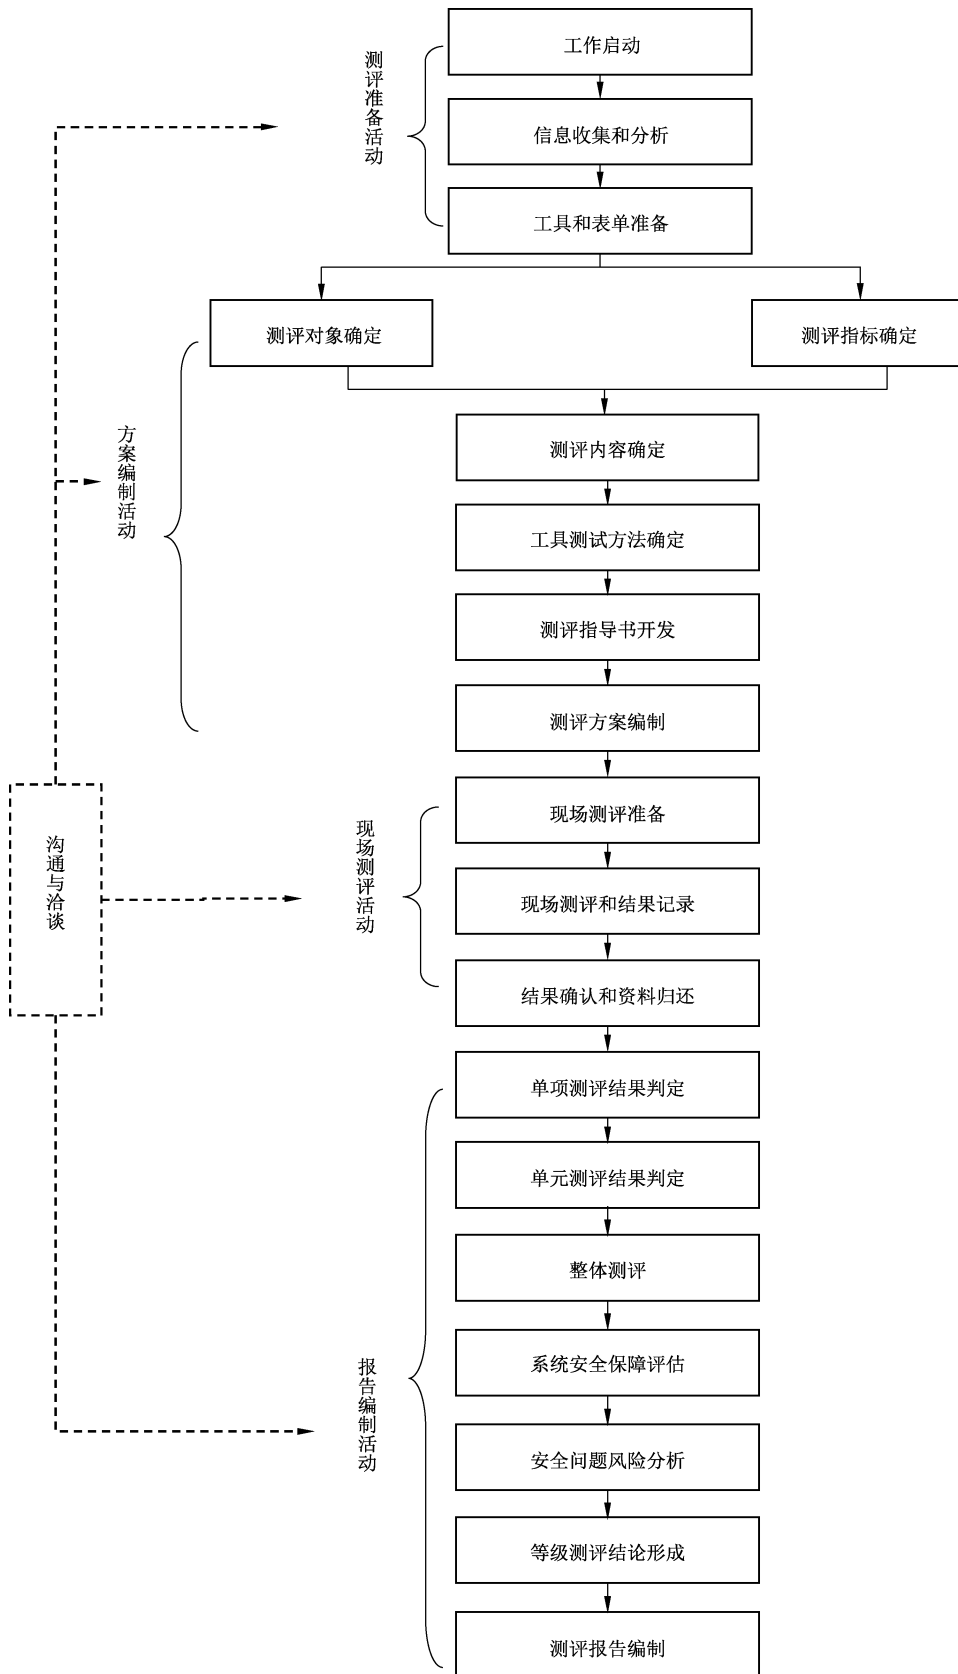 测评准备活动
工作启动
信息收集和分析
工具和表单准备
测评对象确定
测评指标确定
方案编制活动
测评内容确定
工具测试方法确定
测评指导书开发
测评方案编制
沟通与洽谈
现场测评活动
现场测评准备
现场测评和结果记录
结果确认和资料归还
报告编制活动
单项测评结果判定
单元测评结果判定
整体测评
系统安全保障评估
安全问题风险分析
等级测评结论形成
测评报告编制